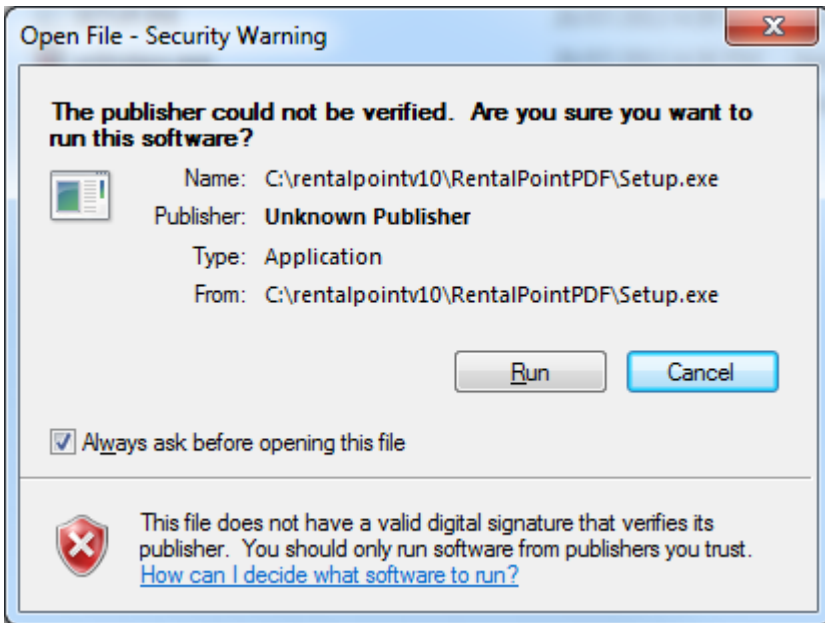 Open File - Security Warning
The publisher could not be verified. Are you sure you want to
run this software?
Name: C:\rentalpointv10\RentalPointPDF\Setup.exe
Publisher: Unknown Publisher
Type: Application
From: C:\rentalpointv10\RentalPointPDF\Setup.exe
Run Cancel
Always ask before opening this file
This file does not have a valid digital signature that verifies its
publisher. You should only run software from publishers you trust.
How can I decide what software to run?